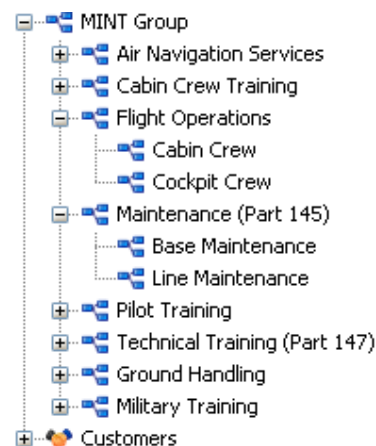 MINT Group
Air Navigation Services
Cabin Crew Training
Flight Operations
Cabin Crew
Cockpit Crew
Maintenance (Part 145)
Base Maintenance
Line Maintenance
Pilot Training
Technical Training (Part 147)
Ground Handling
Military Training
Customers